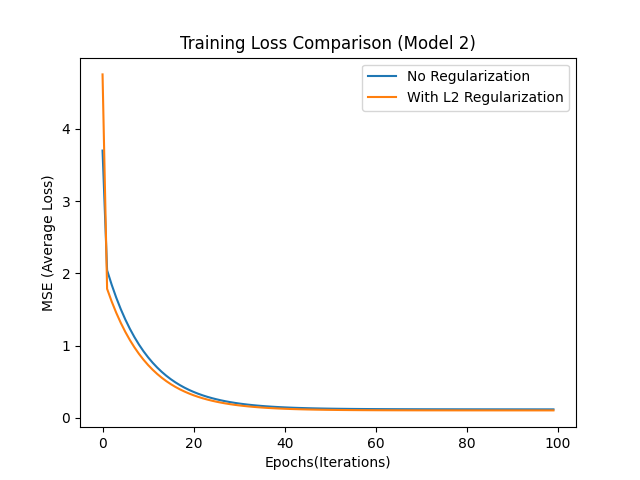 Training Loss Comparison (Model 2)
No Regularization
With L2 Regularization
MSE (Average Loss)
4
3
2
1
0
0 20 40 60 80 100
Epochs(Iterations)